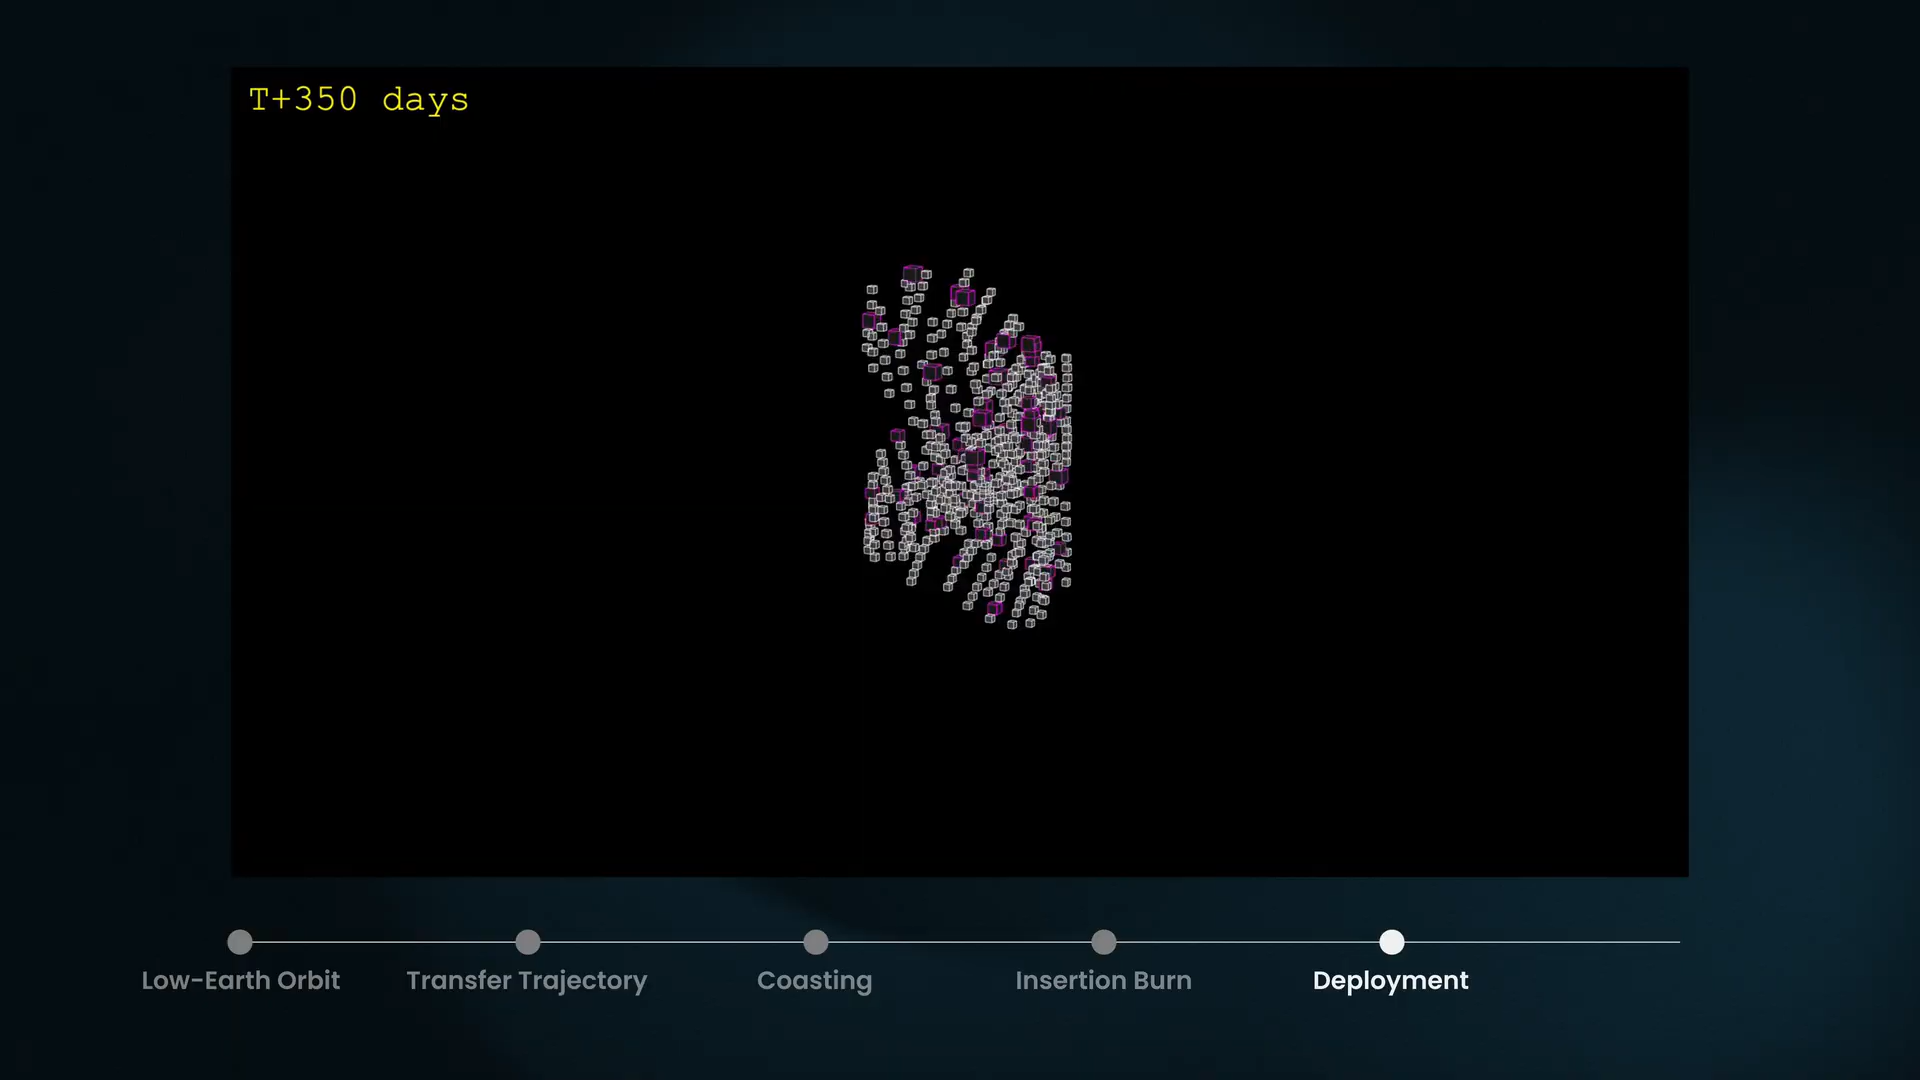 T+350 days
Low-Earth Orbit
Transfer Trajectory
Coasting
Insertion Burn
Deployment